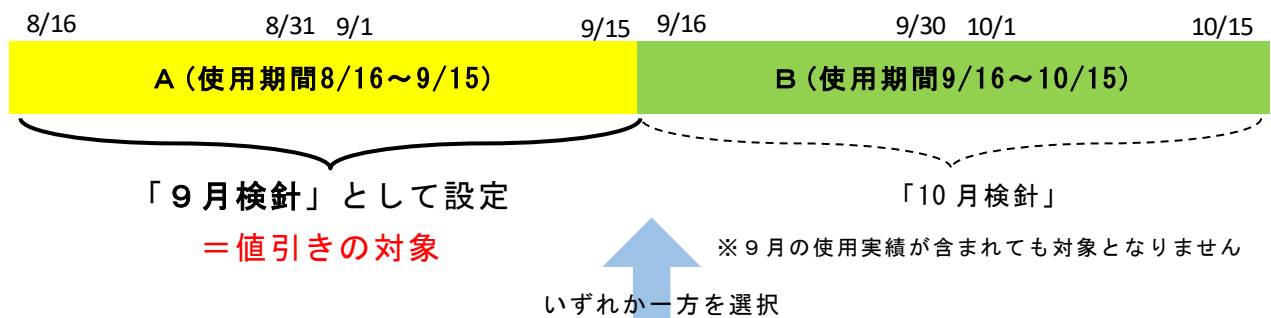 8/16 8/31 9/1 9/15 9/16 9/30 10/1 10/15
A(使用期間8/16～9/15) B(使用期間9/16～10/15)
「９月検針」として設定 「10月検針」
＝値引きの対象 ※９月の使用実績が含まれても対象となりません
いずれか一方を選択